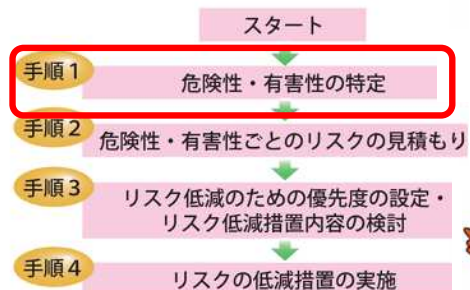 スタート
手順1
危険性・有害性の特定
手順2
危険性・有害性ごとのリスクの見積もり
手順3
リスク低減のための優先度の設定・
リスク低減措置内容の検討
手順4
リスクの低減措置の実施